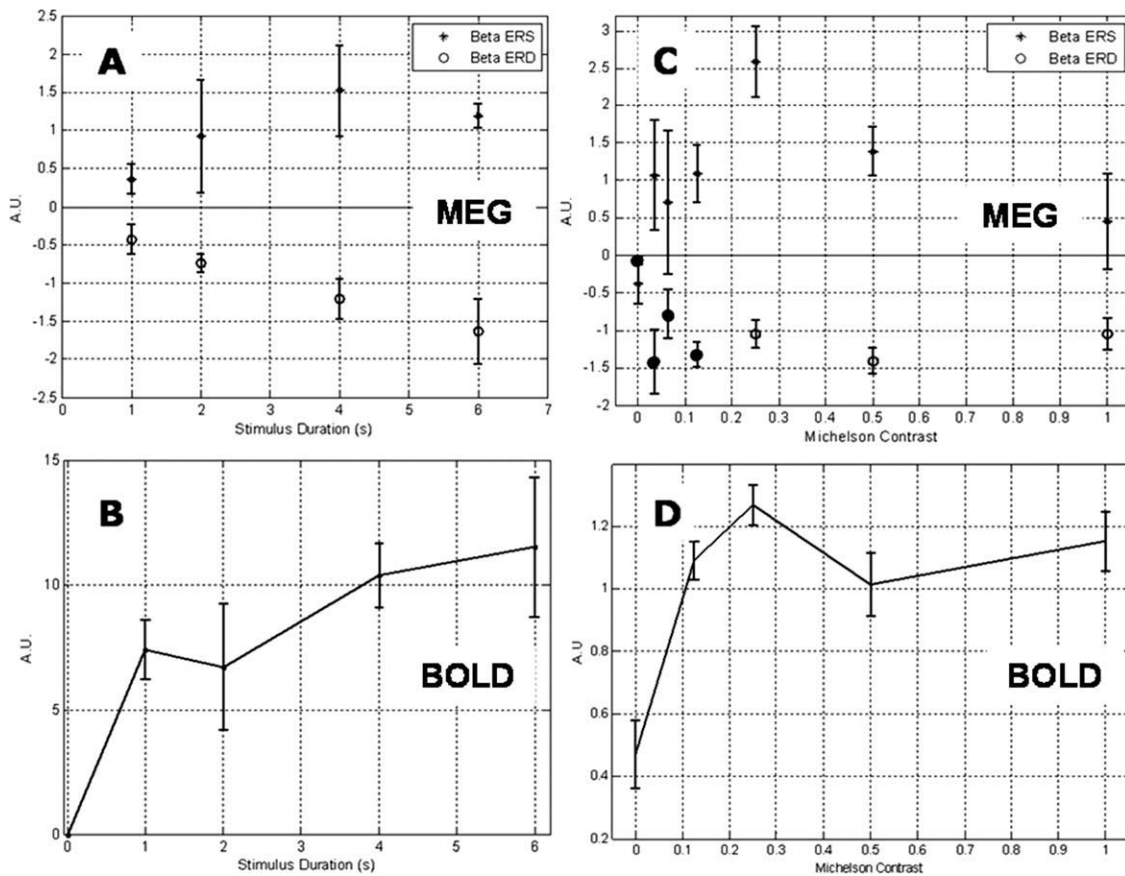 A
Beta ERS
Beta ERD
MEG
A.U.
2.5
2
1.5
1
0.5
0
-0.5
-1
-1.5
-2
-2.5
0 1 2 3 4 5 6 7
Stimulus Duration (s)
C
Beta ERS
Beta ERD
MEG
A.U.
3
2.5
2
1.5
1
0.5
0
-0.5
-1
-1.5
-2
0 0.1 0.2 0.3 0.4 0.5 0.6 0.7 0.8 0.9 1
Michelson Contrast
B
BOLD
A.U.
15
10
5
0
0 1 2 3 4 5 6
Stimulus Duration (s)
D
BOLD
A.U
1.2
1
0.8
0.6
0.4
0.2
0 0.1 0.2 0.3 0.4 0.5 0.6 0.7 0.8 0.9 1
Michelson Contrast